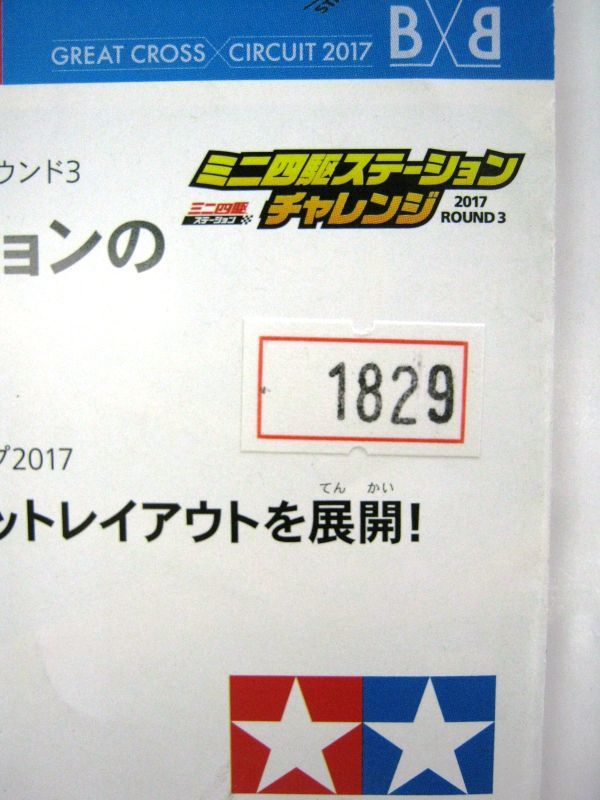 GREAT CROSS CIRCUIT 2017 B×B
ウンド3
ミニ四駆ステーション
チャレンジ 2017
ROUND 3
ミニ四駆
ステーション
ョンの
1829
プ2017
てん かい
ットレイアウトを展開!